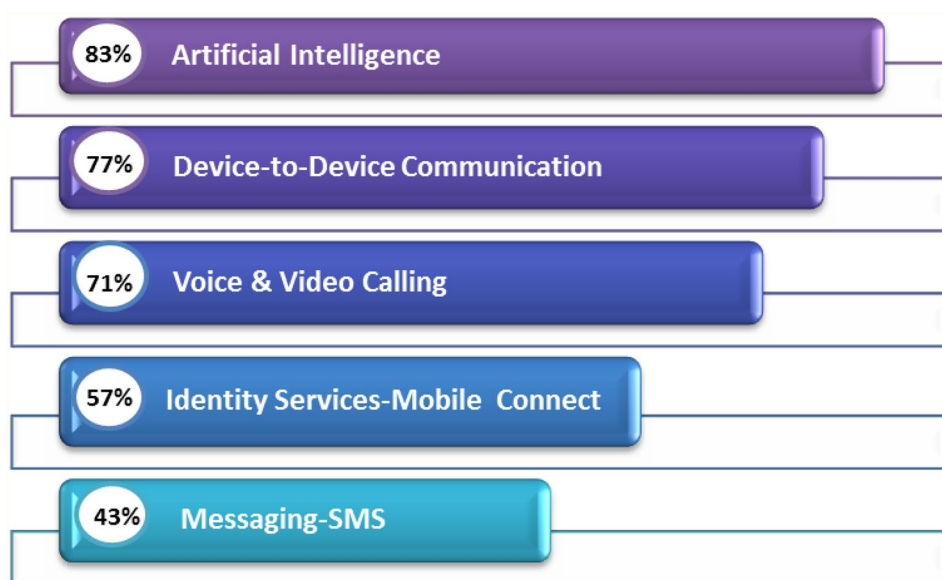 83% Artificial Intelligence
77% Device-to-Device Communication
71% Voice & Video Calling
57% Identity Services-Mobile Connect
43% Messaging-SMS